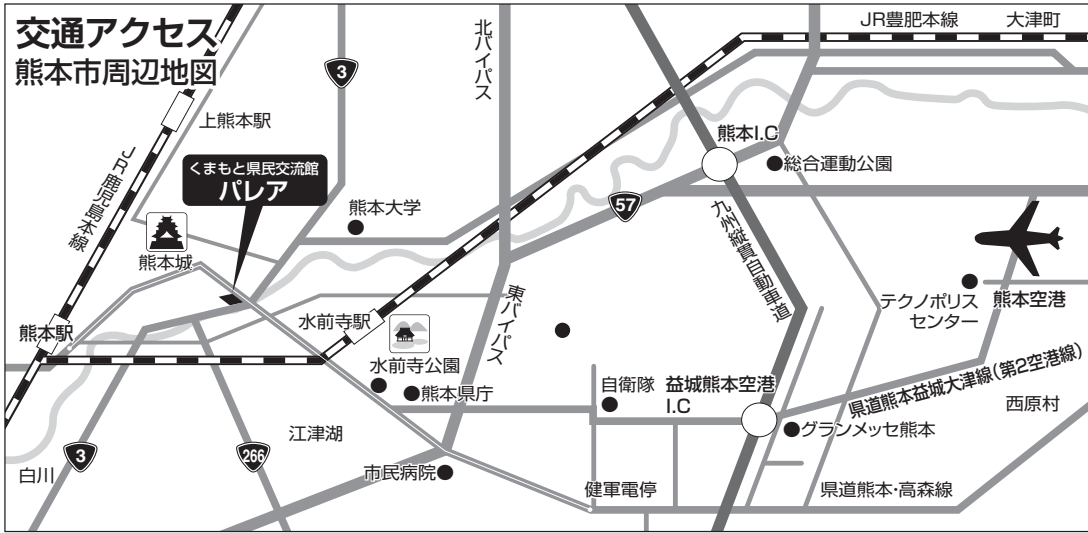 交通アクセス
熊本市周辺地図
3
北バイパス
JR豊肥本線
大津町
上熊本駅
JR鹿児島本線
くまもと県民交流館
パレア
熊本I.C
総合運動公園
熊本大学
57
九州縦貫自動車道
熊本城
テクノポリス
センター
熊本空港
熊本駅
水前寺駅
東バイパス
水前寺公園
熊本県庁
自衛隊
益城熊本空港
I.C
県道熊本益城大津線(第2空港線)
西原村
グランメッセ熊本
江津湖
3
266
白川
市民病院
健軍電停
県道熊本・高森線